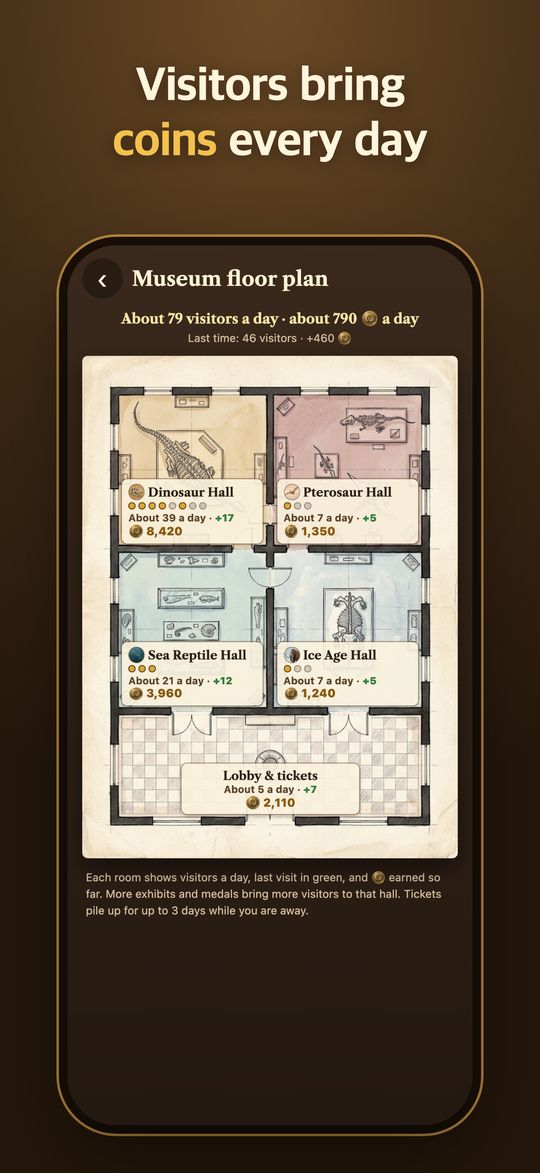 Visitors bring
coins every day
Museum floor plan
About 79 visitors a day · about 790 a day
Last time: 46 visitors · +460
Dinosaur Hall
About 39 a day · +17
8,420
Pterosaur Hall
About 7 a day · +5
1,350
Sea Reptile Hall
About 21 a day · +12
3,960
Ice Age Hall
About 7 a day · +5
1,240
Lobby & tickets
About 5 a day · +7
2,110
Each room shows visitors a day, last visit in green, and earned so
far. More exhibits and medals bring more visitors to that hall. Tickets
pile up for up to 3 days while you are away.